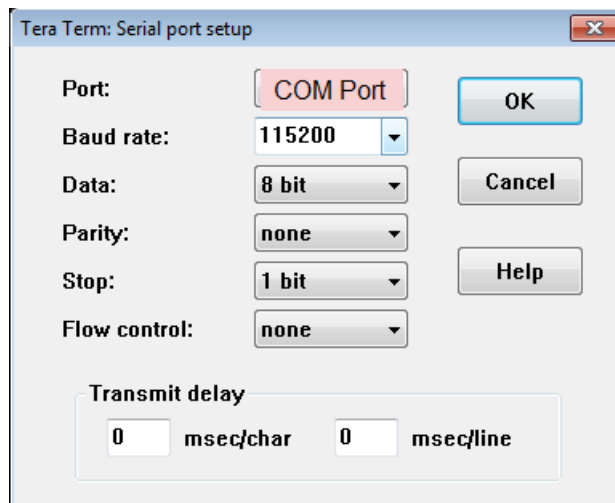 Tera Term: Serial port setup
Port: COM Port OK
Baud rate: 115200
Data: 8 bit Cancel
Parity: none
Stop: 1 bit Help
Flow control: none
Transmit delay
0 msec/char 0 msec/line